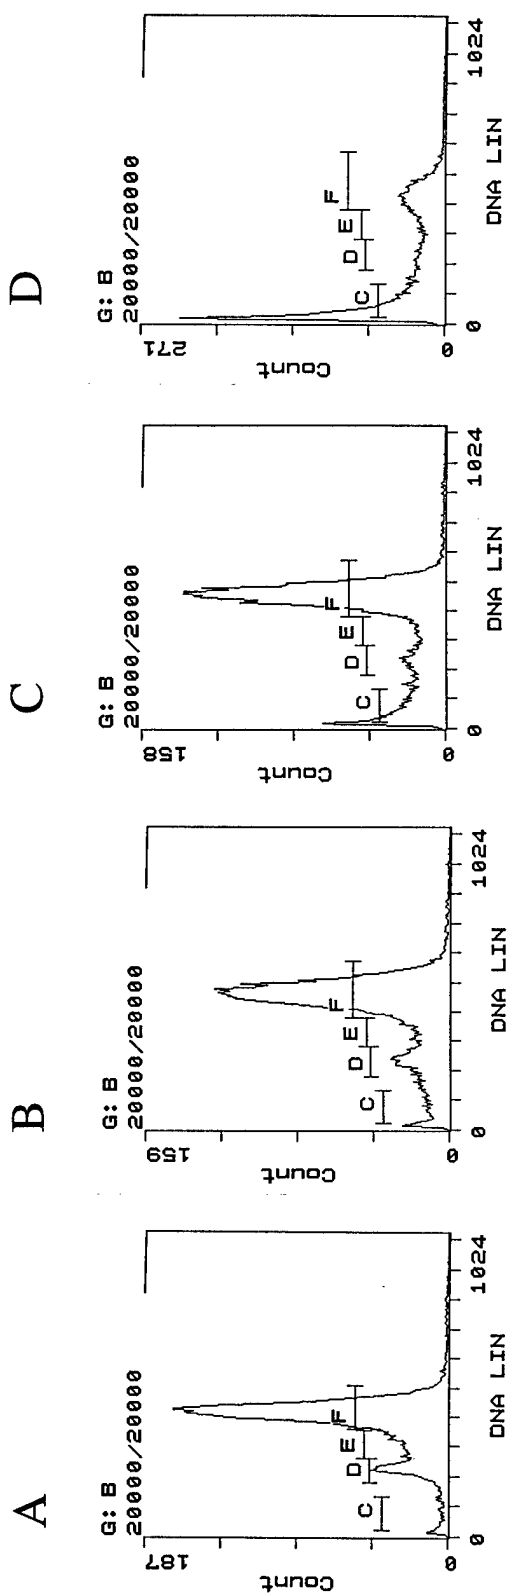 A
G: B
20000/20000
187
Count
0
C
D
E
F
0
1024
DNA LIN
B
G: B
20000/20000
159
Count
0
C
D
E
F
0
1024
DNA LIN
C
G: B
20000/20000
158
Count
0
C
D
E
F
0
1024
DNA LIN
D
G: B
20000/20000
271
Count
0
C
D
E
F
0
1024
DNA LIN